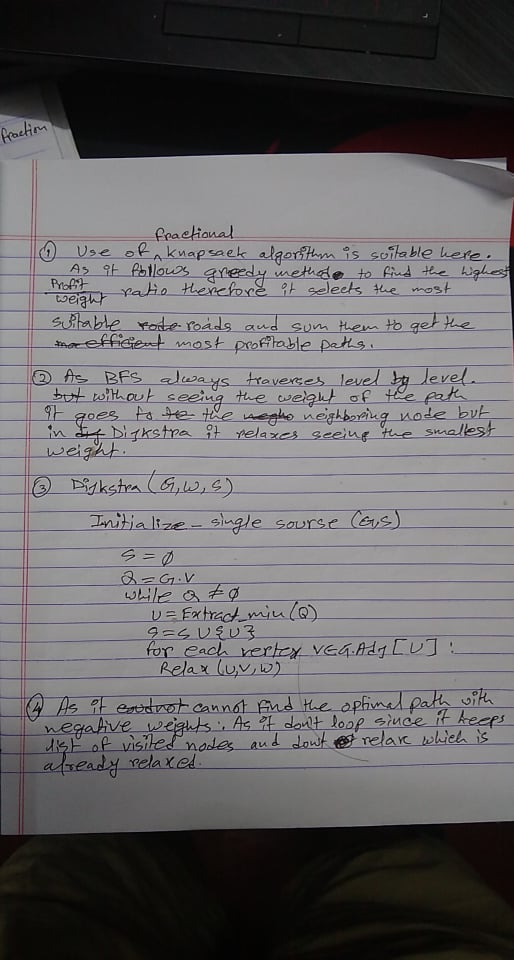 fraction
fractional
① Use of ^ knapsack algorithm is suitable here.
As it follows greedy method to find the highest
Profit
weight ratio therefore it selects the most
suitable rode roads and sum them to get the
efficient most profitable paths.
② As BFS always traverses level by level.
but without seeing the weight of the path
it goes to the the neighboring node but
in Dijkstra it relaxes seeing the smallest
weight.
③ Dijkstra (G,W,S)
Initialize - single sourse (G,S)
S = ∅
Q = G.V
while Q ≠ ∅
U = Extract_min (Q)
S = S U {U}
for each vertex V∈G.Adj [U] :
Relax (U,V,W)
④ As it cannot find the optimal path with
negative weights. As it don't loop since it keeps
list of visited nodes and dont relax which is
already relaxed.